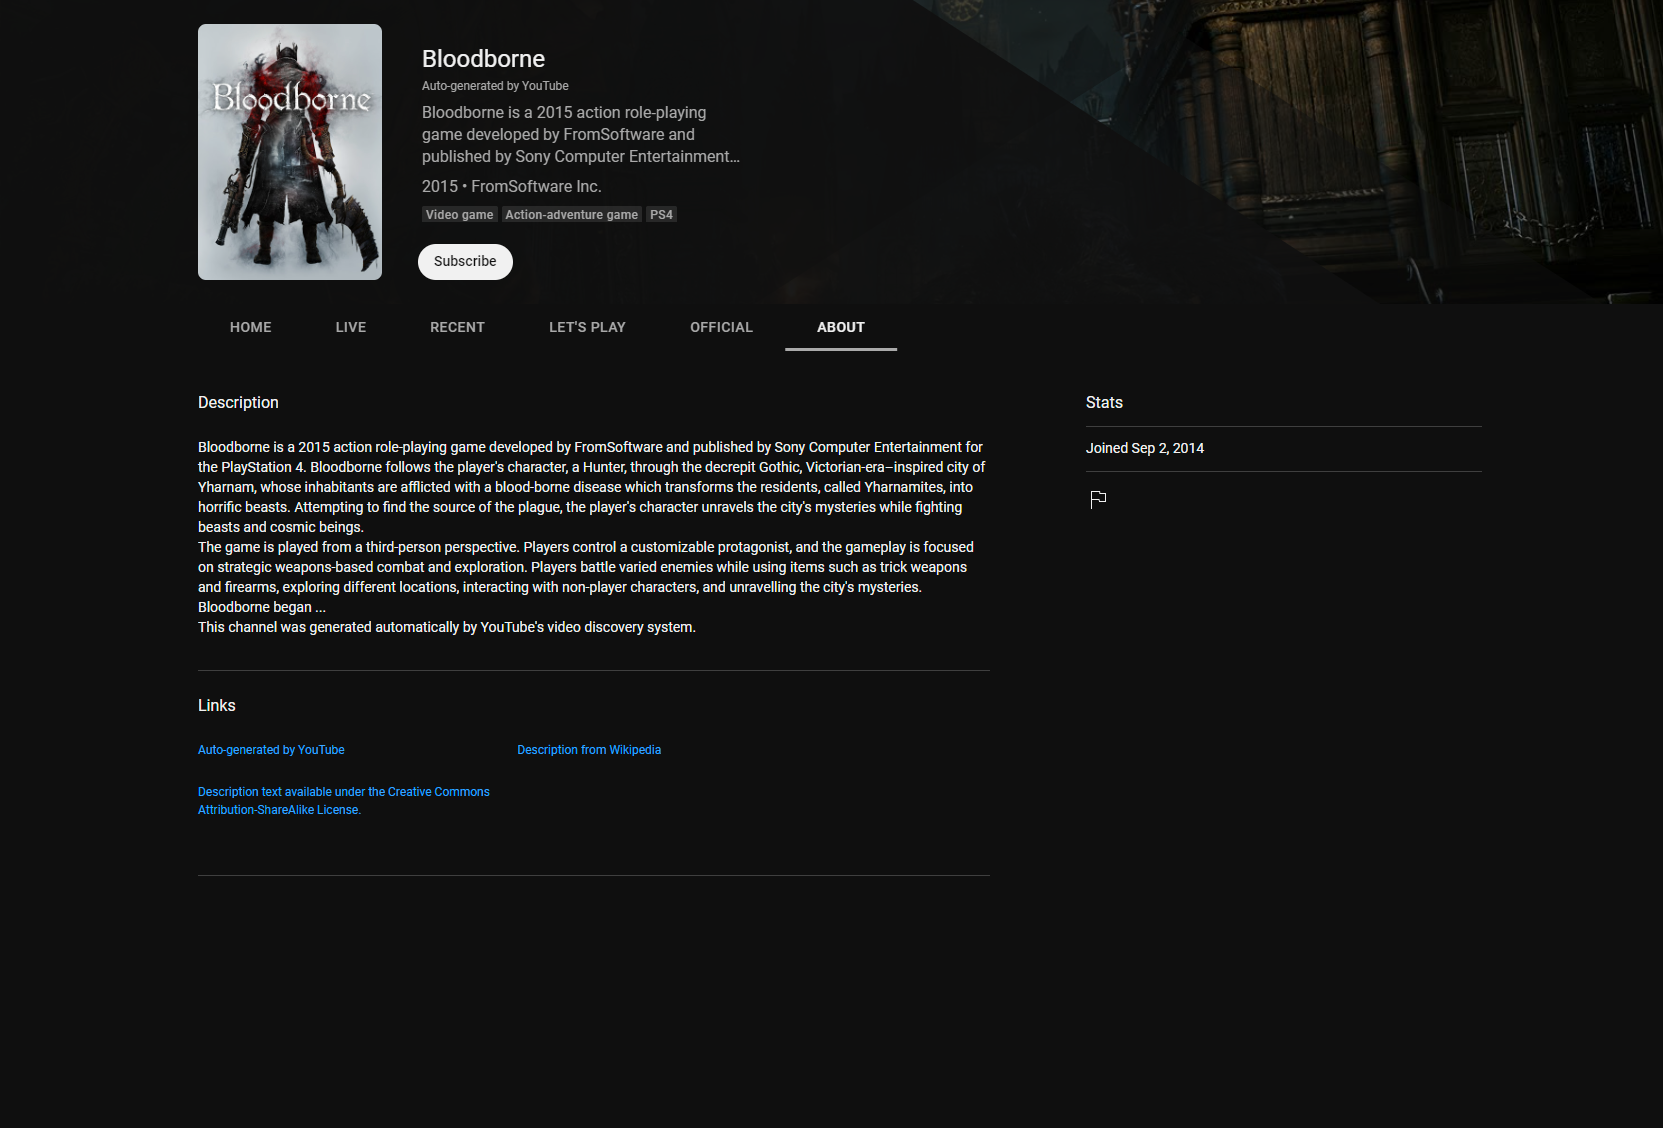 Bloodborne
Bloodborne
Auto-generated by YouTube
Bloodborne is a 2015 action role-playing
game developed by FromSoftware and
published by Sony Computer Entertainment...
2015 • FromSoftware Inc.
Video game Action-adventure game PS4
Subscribe
HOME LIVE RECENT LET'S PLAY OFFICIAL ABOUT
Description
Bloodborne is a 2015 action role-playing game developed by FromSoftware and published by Sony Computer Entertainment for
the PlayStation 4. Bloodborne follows the player's character, a Hunter, through the decrepit Gothic, Victorian-era–inspired city of
Yharnam, whose inhabitants are afflicted with a blood-borne disease which transforms the residents, called Yharnamites, into
horrific beasts. Attempting to find the source of the plague, the player's character unravels the city's mysteries while fighting
beasts and cosmic beings.
The game is played from a third-person perspective. Players control a customizable protagonist, and the gameplay is focused
on strategic weapons-based combat and exploration. Players battle varied enemies while using items such as trick weapons
and firearms, exploring different locations, interacting with non-player characters, and unravelling the city's mysteries.
Bloodborne began ...
This channel was generated automatically by YouTube's video discovery system.
Links
Auto-generated by YouTube Description from Wikipedia
Description text available under the Creative Commons
Attribution-ShareAlike License.
Stats
Joined Sep 2, 2014